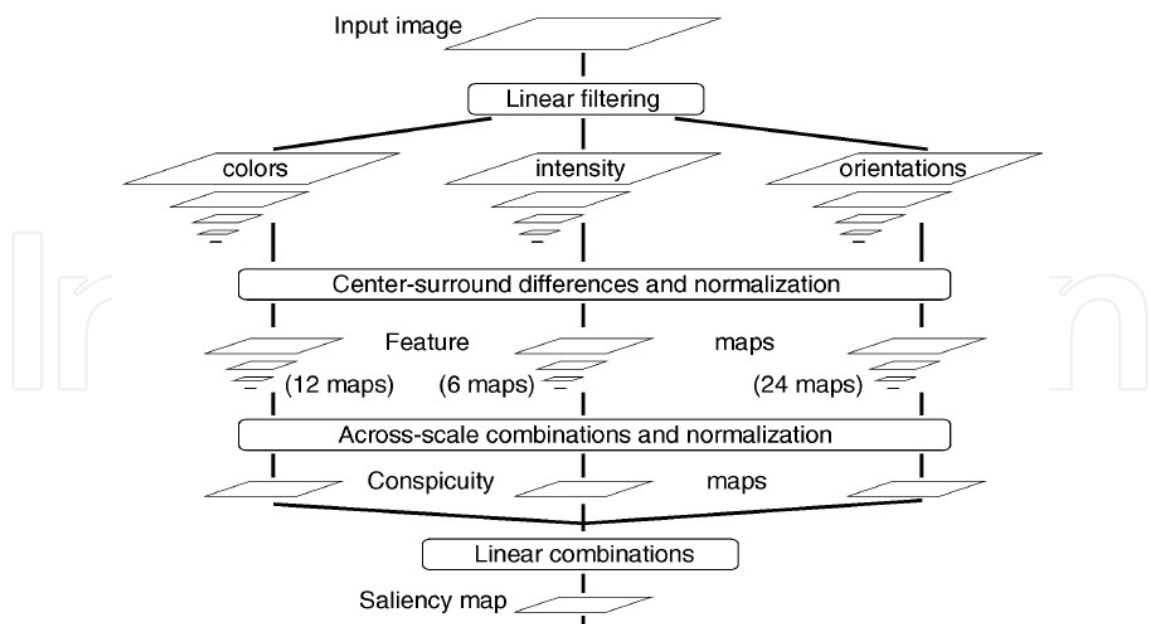 Input image
Linear filtering
colors intensity orientations
Center-surround differences and normalization
Feature maps
(12 maps) (6 maps) (24 maps)
Across-scale combinations and normalization
Conspicuity maps
Linear combinations
Saliency map